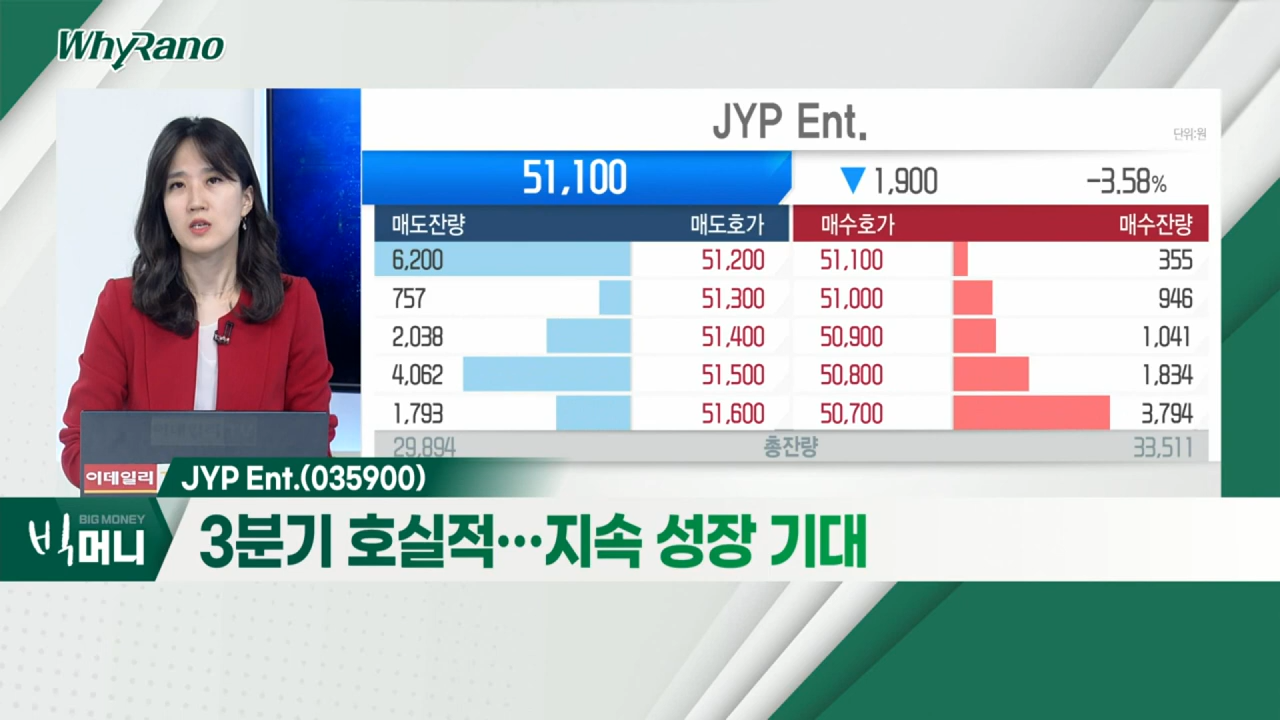 WhyRano
JYP Ent.
단위:원
51,100 ▼ 1,900 -3.58%
매도잔량 매도호가 매수호가 매수잔량
6,200 51,200 51,100 355
757 51,300 51,000 946
2,038 51,400 50,900 1,041
4,062 51,500 50,800 1,834
1,793 51,600 50,700 3,794
29,894 총잔량 33,511
이데일리 JYP Ent.(035900)
BIG MONEY
빅머니
3분기 호실적…지속 성장 기대